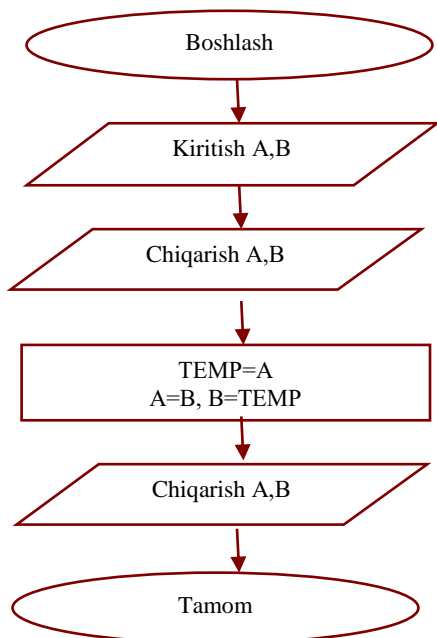 Boshlash
Kiritish A,B
Chiqarish A,B
TEMP=A
A=B, B=TEMP
Chiqarish A,B
Tamom